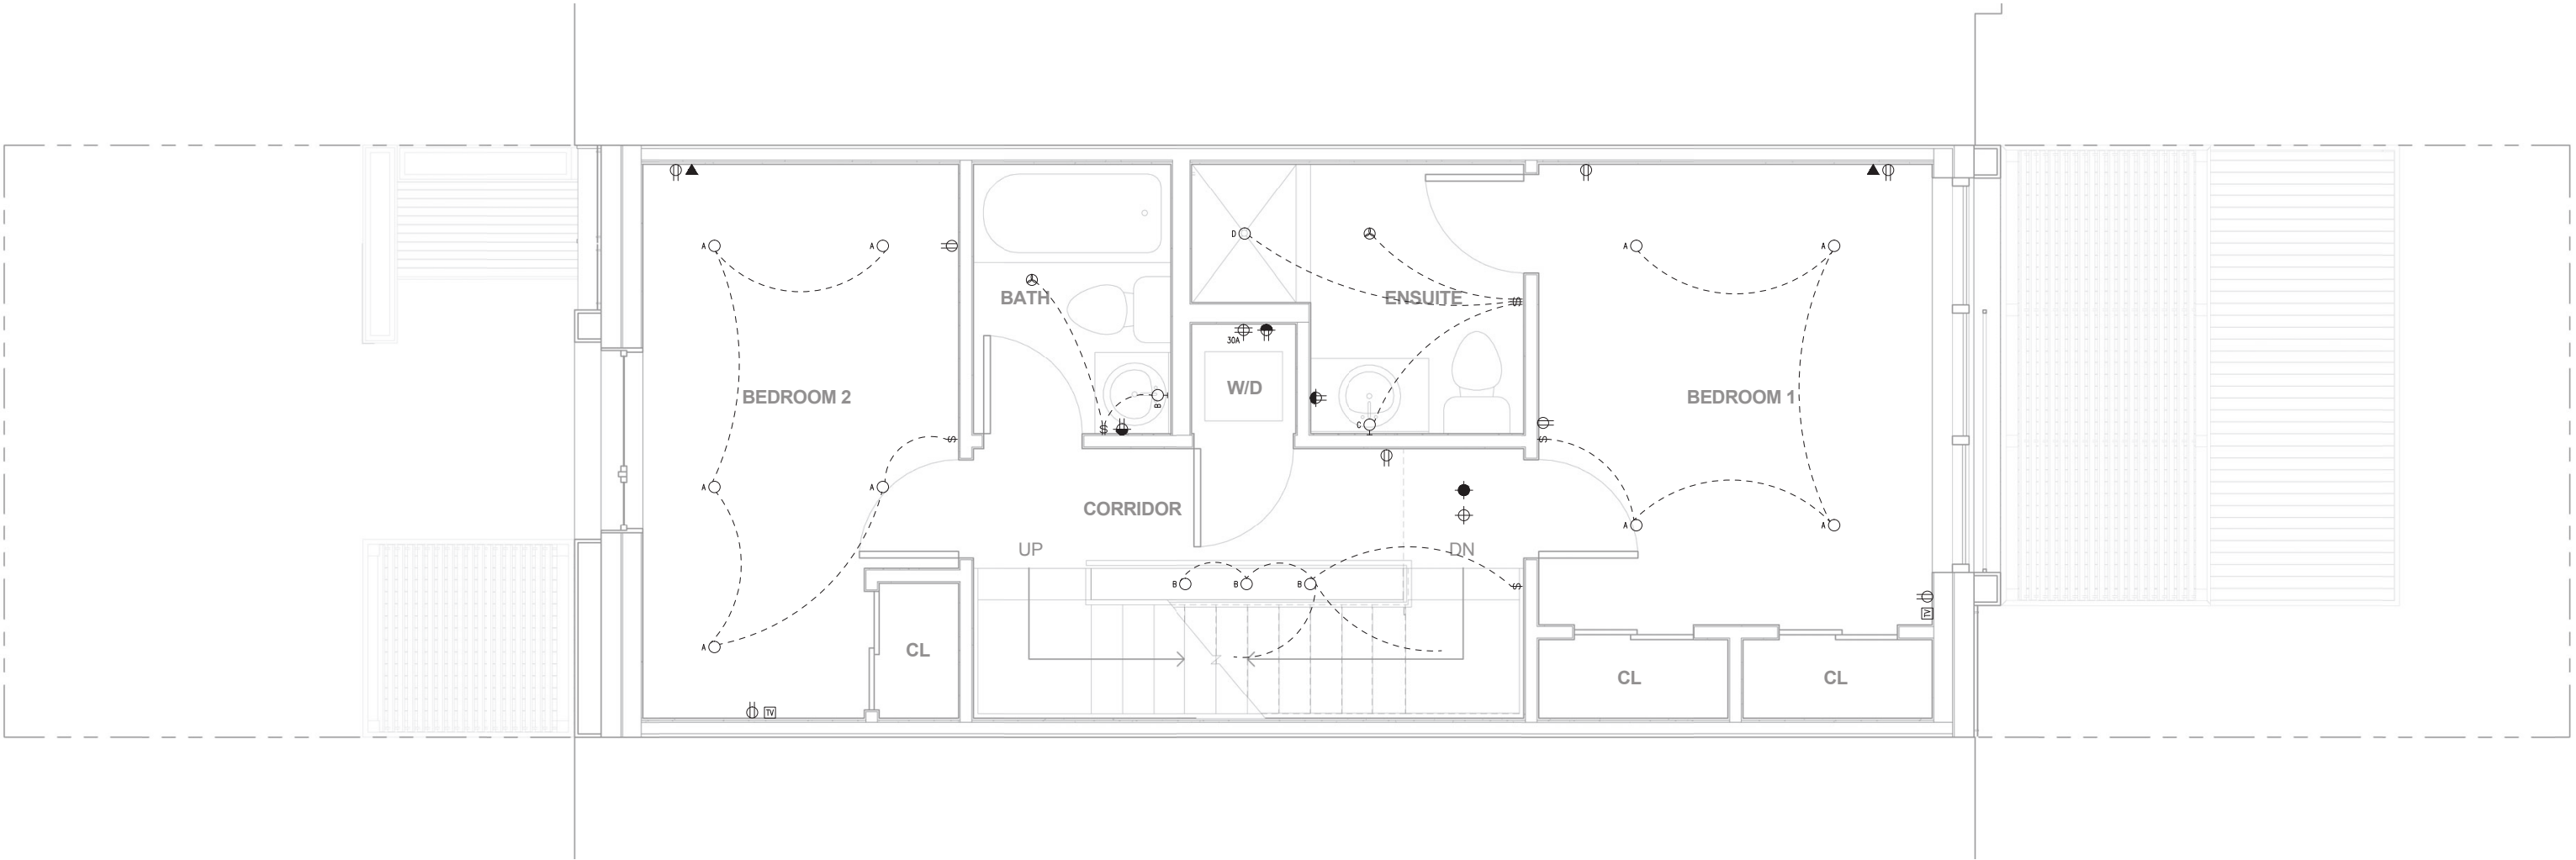 A
A
D
A
A
BATH
ENSUITE
$
30A
W/D
BEDROOM 2
BEDROOM 1
B
C
$
$
$
A
A
CORRIDOR
A
A
UP
DN
B
B
B
$
TV
A
CL
CL
CL
TV